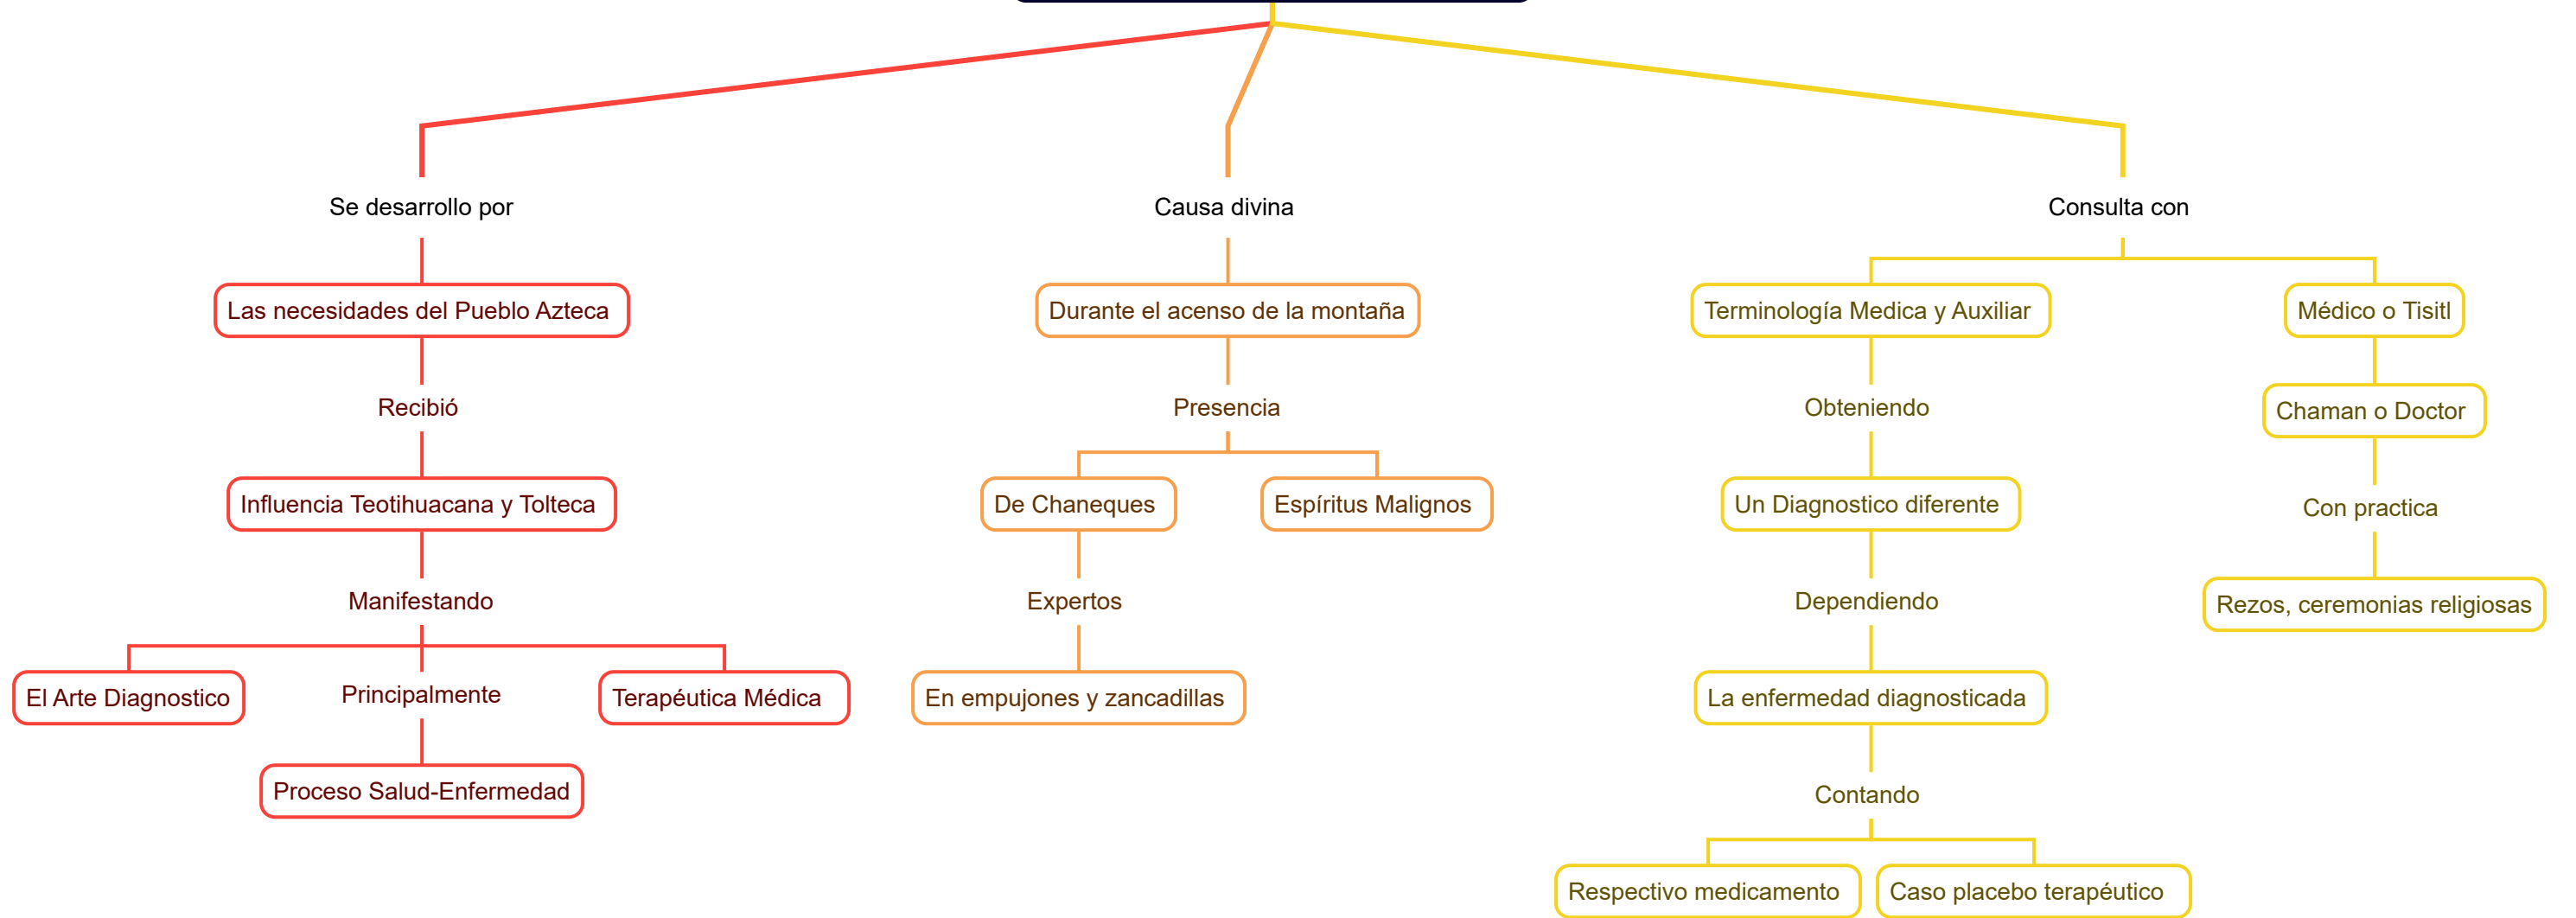 Se desarrollo por
Causa divina
Consulta con
Las necesidades del Pueblo Azteca
Durante el acenso de la montaña
Terminología Medica y Auxiliar
Médico o Tisitl
Recibió
Presencia
Obteniendo
Chaman o Doctor
Influencia Teotihuacana y Tolteca
De Chaneques
Espíritus Malignos
Un Diagnostico diferente
Con practica
Manifestando
Expertos
Dependiendo
Rezos, ceremonias religiosas
El Arte Diagnostico
Principalmente
Terapéutica Médica
En empujones y zancadillas
La enfermedad diagnosticada
Proceso Salud-Enfermedad
Contando
Respectivo medicamento
Caso placebo terapéutico